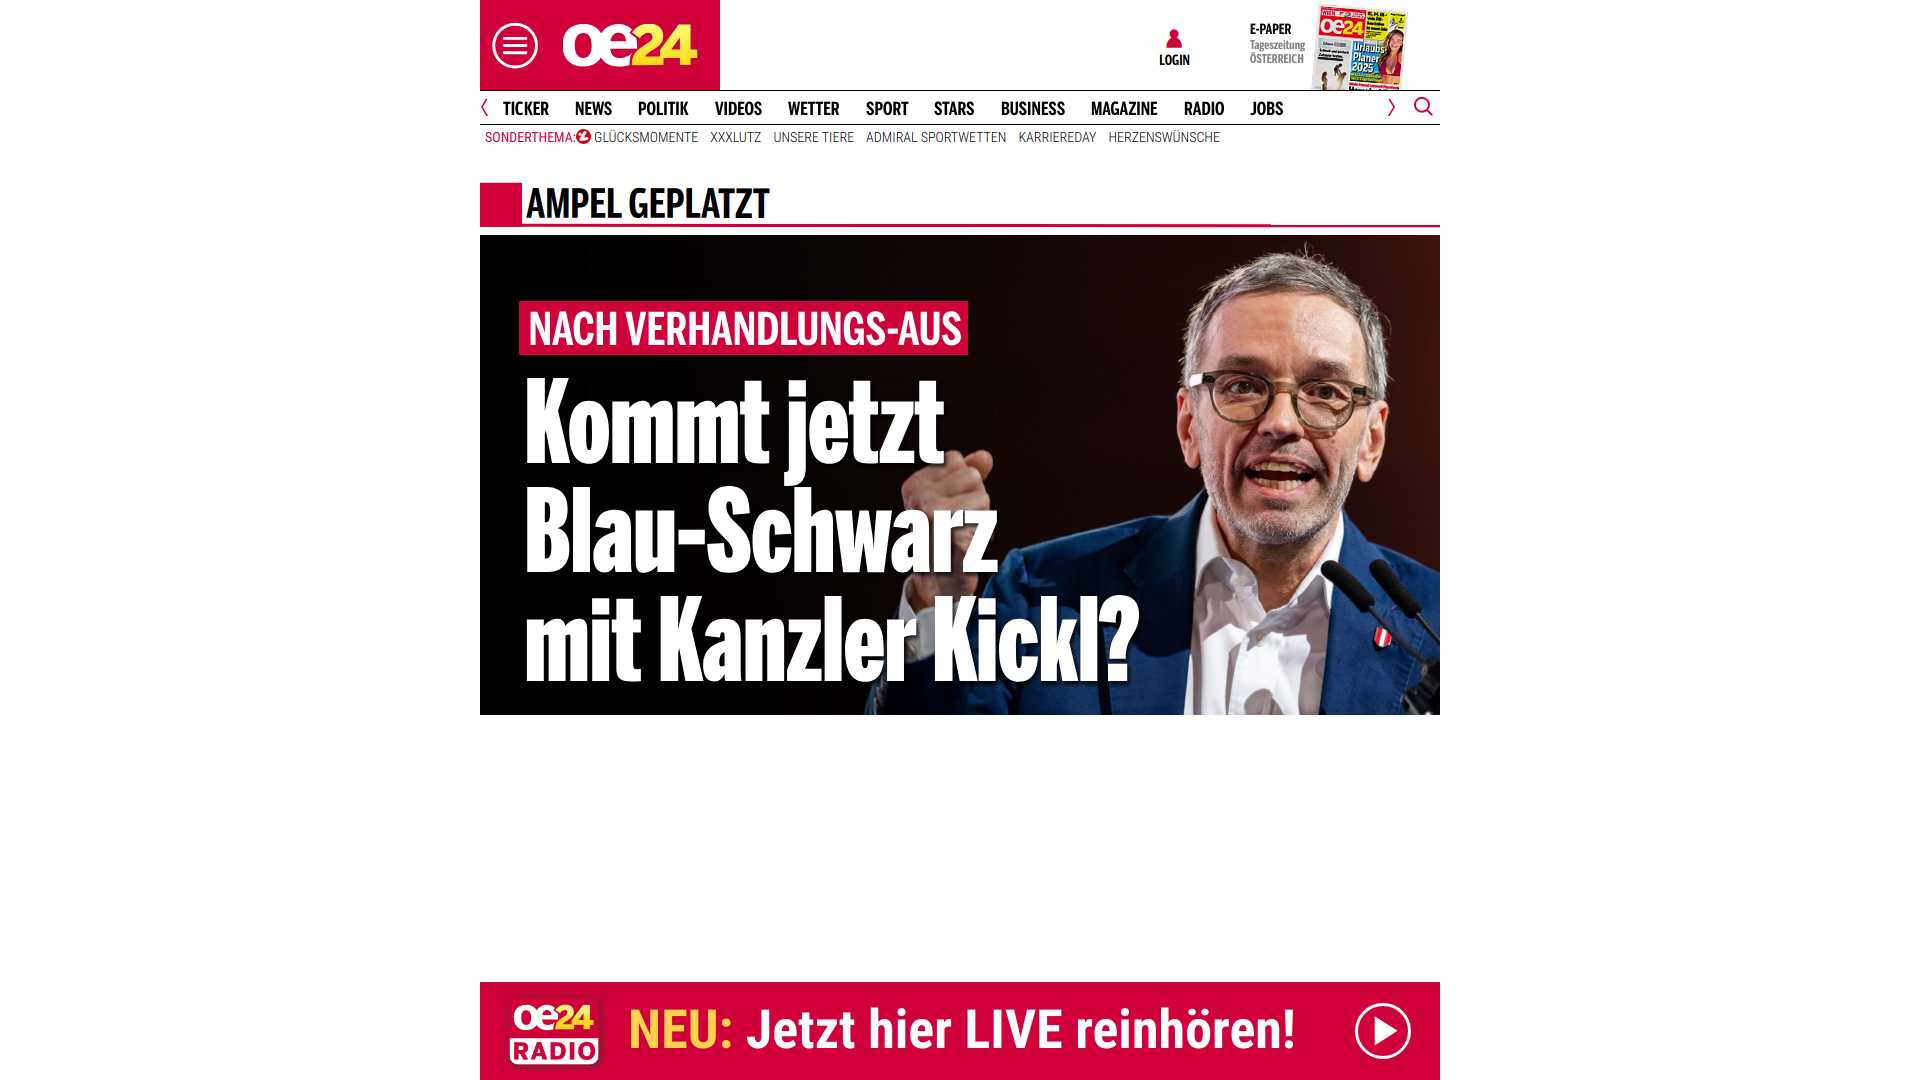 oe24
LOGIN
E-PAPER
Tageszeitung
ÖSTERREICH
oe24
Urlaubs-
Planer
2025
TICKER NEWS POLITIK VIDEOS WETTER SPORT STARS BUSINESS MAGAZINE RADIO JOBS
SONDERTHEMA: GLÜCKSMOMENTE XXXLUTZ UNSERE TIERE ADMIRAL SPORTWETTEN KARRIEREDAY HERZENSWÜNSCHE
AMPEL GEPLATZT
NACH VERHANDLUNGS-AUS
Kommt jetzt
Blau-Schwarz
mit Kanzler Kickl?
oe24
RADIO
NEU: Jetzt hier LIVE reinhören!